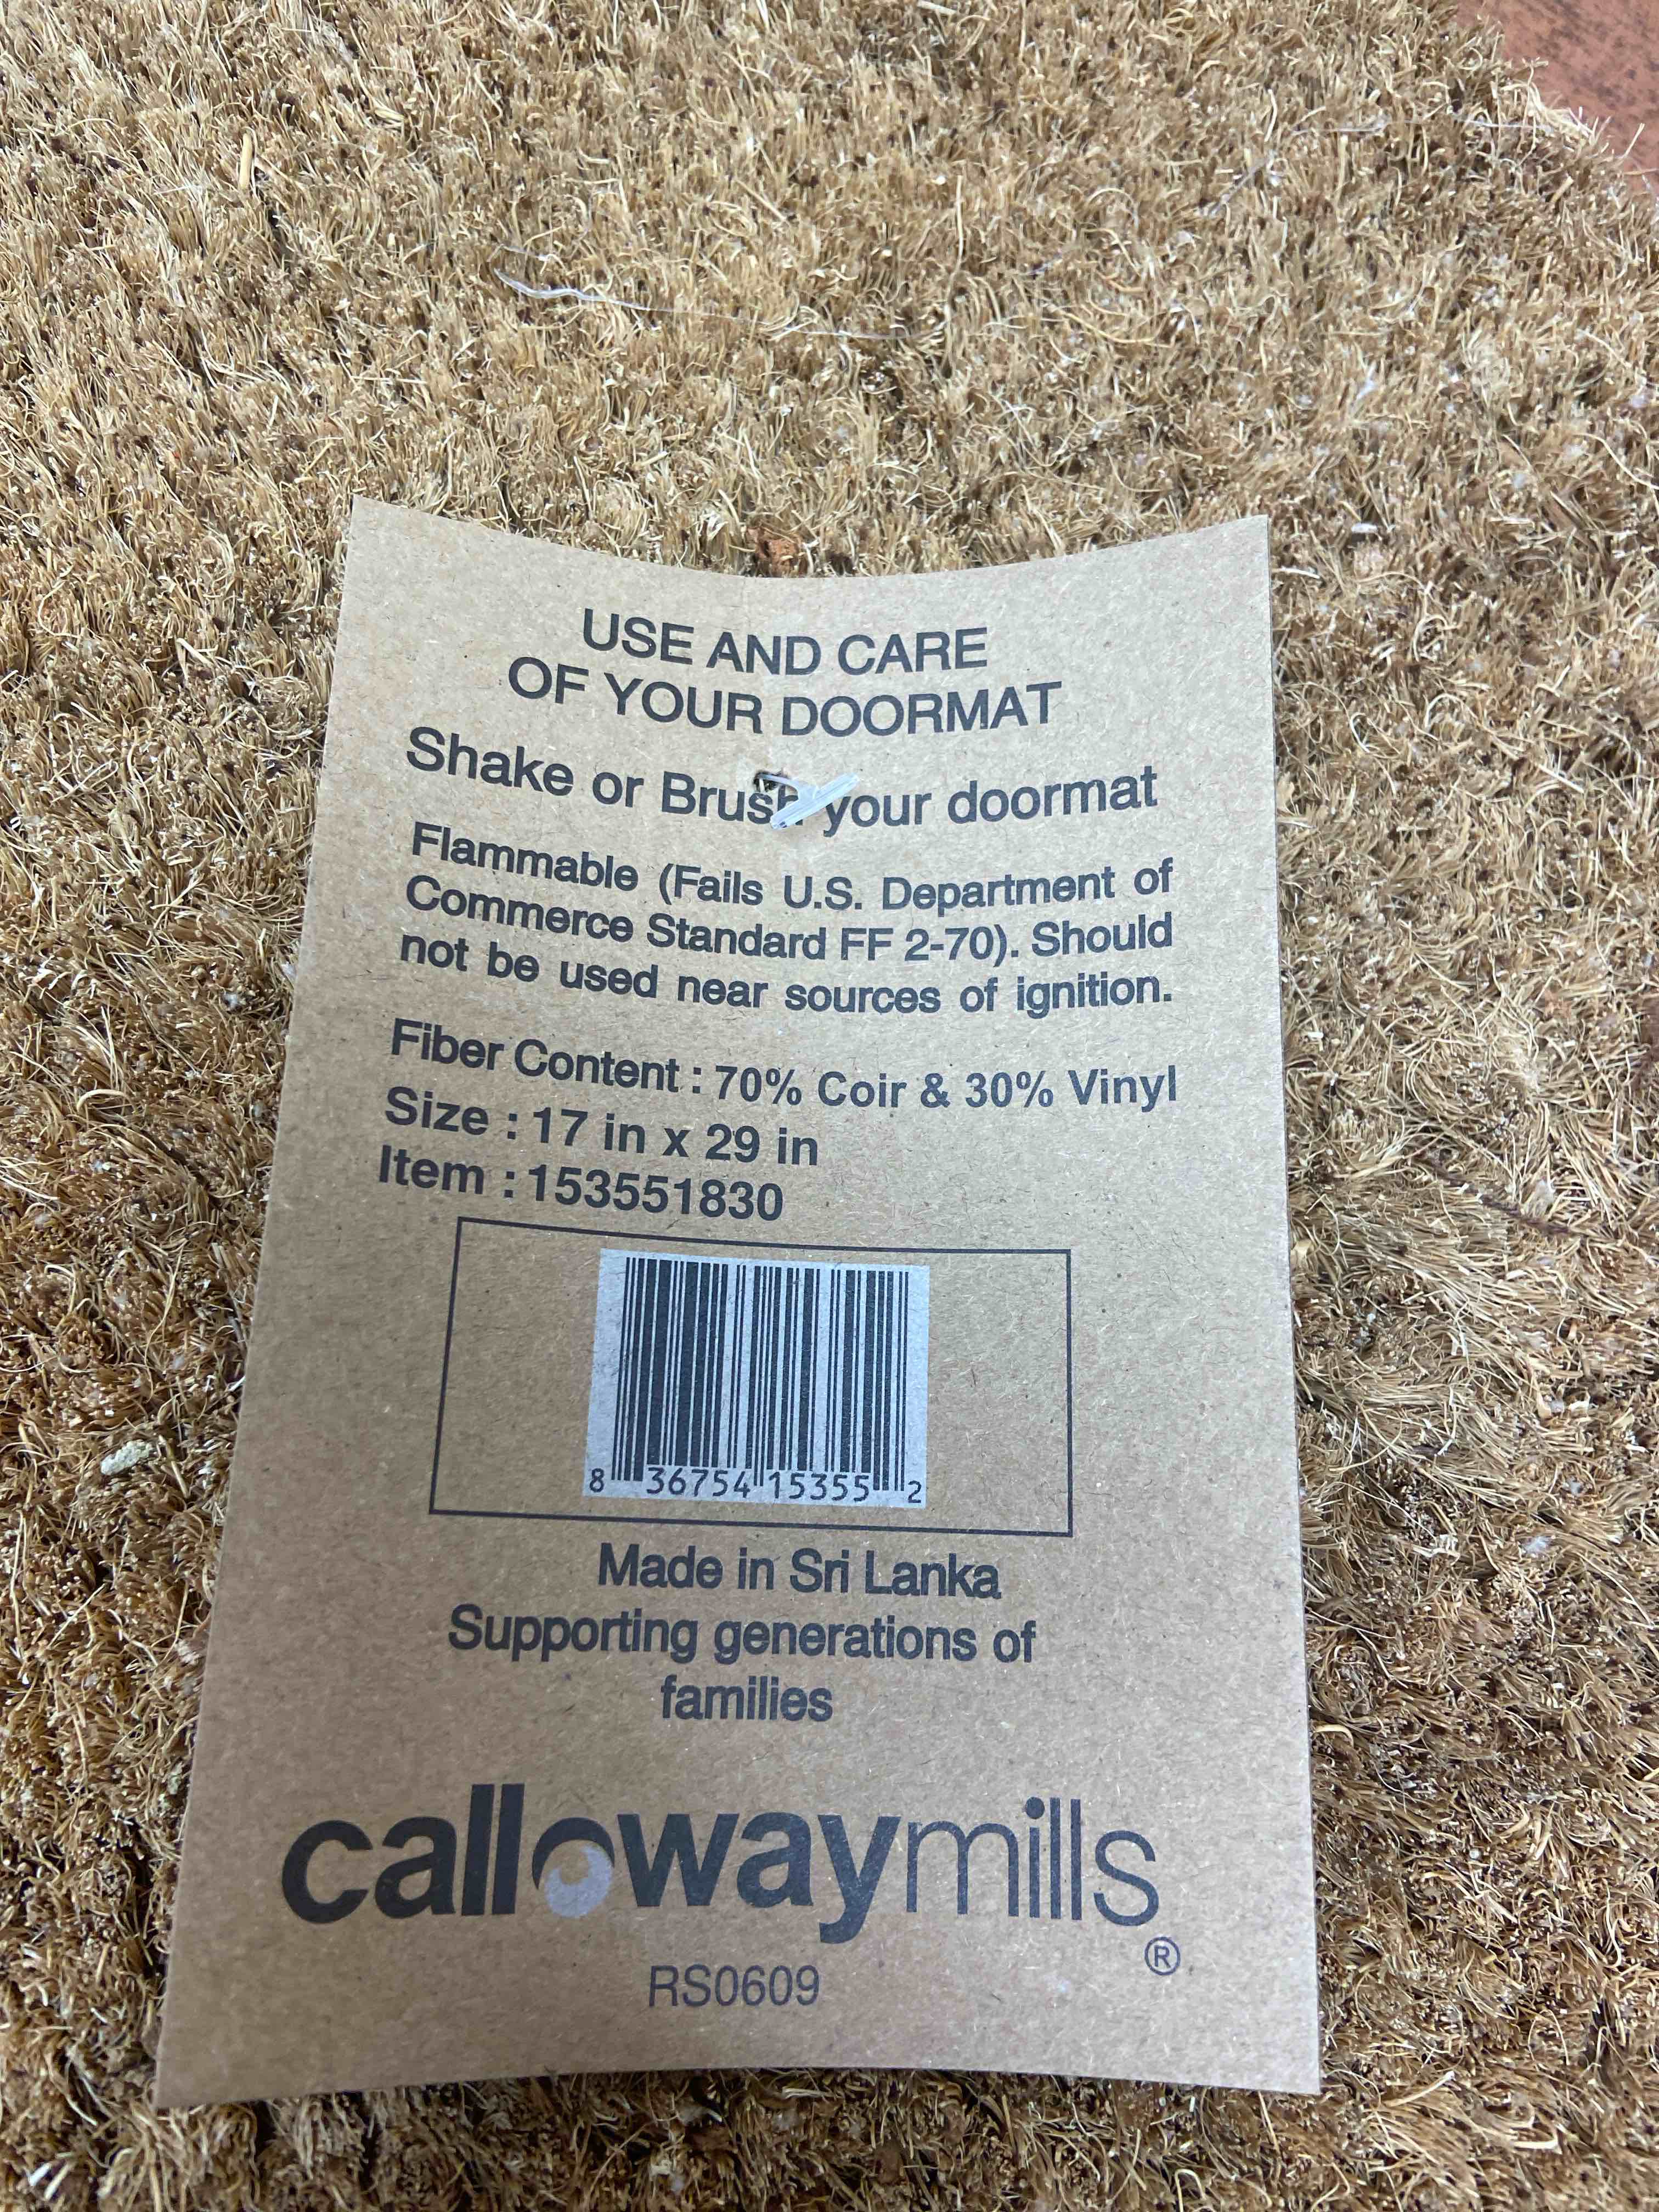 USE AND CARE
OF YOUR DOORMAT
Shake or Brush your doormat
Flammable (Fails U.S. Department of
Commerce Standard FF 2-70). Should
not be used near sources of ignition.
Fiber Content : 70% Coir & 30% Vinyl
Size : 17 in x 29 in
Item : 153551830
8 36754 15355 2
Made in Sri Lanka
Supporting generations of
families
callowaymills®
RS0609